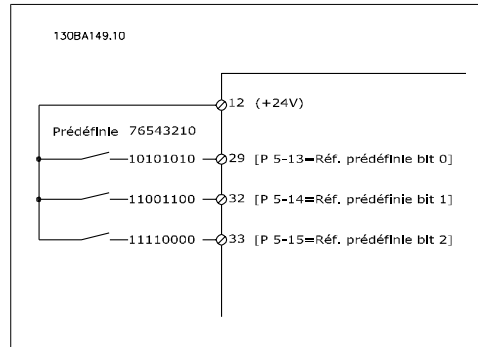 130BA149.10
12 (+24V)
Prédéfinie 76543210
10101010 29 [P 5-13=Réf. prédéfinie bit 0]
11001100 32 [P 5-14=Réf. prédéfinie bit 1]
11110000 33 [P 5-15=Réf. prédéfinie bit 2]